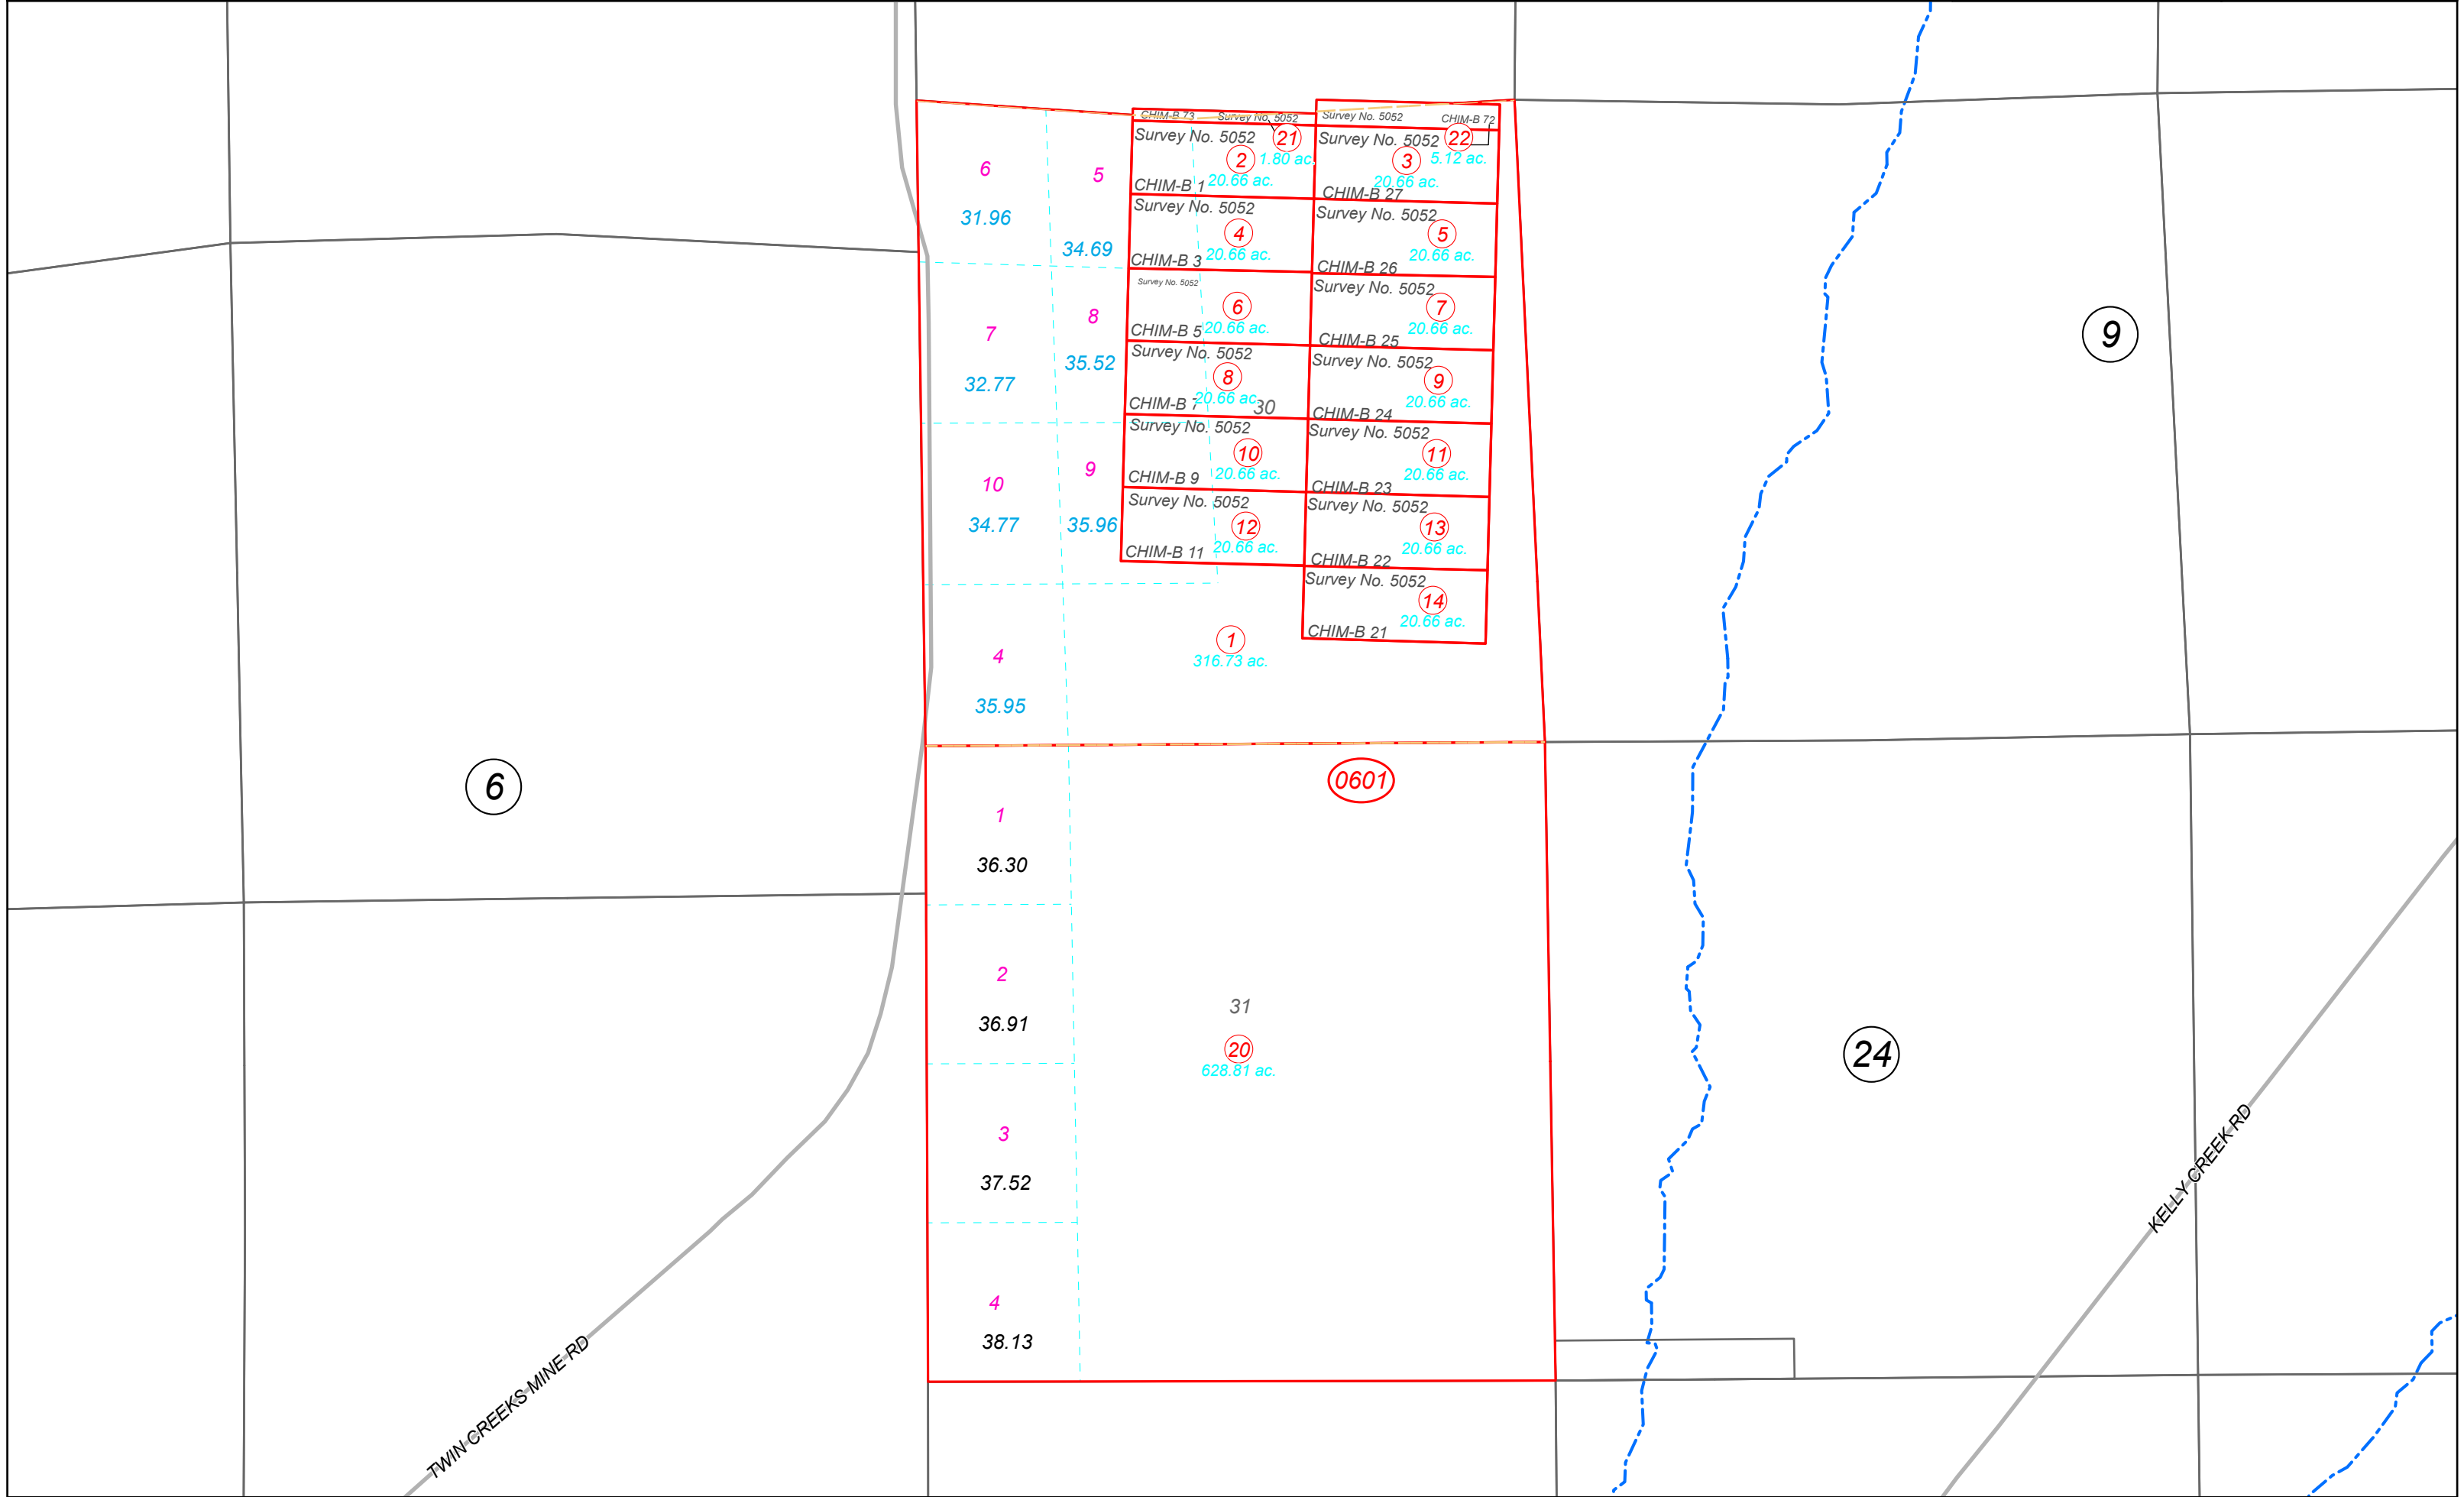 CHIM-B 73
Survey No. 5052
Survey No. 5052
CHIM-B 72
Survey No. 5052
21
1.80 ac.
2
20.66 ac.
CHIM-B 1
Survey No. 5052
22
5.12 ac.
3
20.66 ac.
CHIM-B 27
6
31.96
5
34.69
Survey No. 5052
4
20.66 ac.
CHIM-B 3
Survey No. 5052
5
20.66 ac.
CHIM-B 26
Survey No. 5052
6
20.66 ac.
CHIM-B 5
Survey No. 5052
7
20.66 ac.
CHIM-B 25
7
32.77
8
35.52
9
Survey No. 5052
8
20.66 ac.
CHIM-B 7
30
Survey No. 5052
9
20.66 ac.
CHIM-B 24
Survey No. 5052
10
20.66 ac.
CHIM-B 9
Survey No. 5052
11
20.66 ac.
CHIM-B 23
10
34.77
9
35.96
Survey No. 5052
12
20.66 ac.
CHIM-B 11
Survey No. 5052
13
20.66 ac.
CHIM-B 22
Survey No. 5052
14
20.66 ac.
CHIM-B 21
4
35.95
1
316.73 ac.
6
0601
1
36.30
2
36.91
31
20
628.81 ac.
24
3
37.52
KELLY CREEK RD
4
38.13
TWIN CREEKS MINE RD